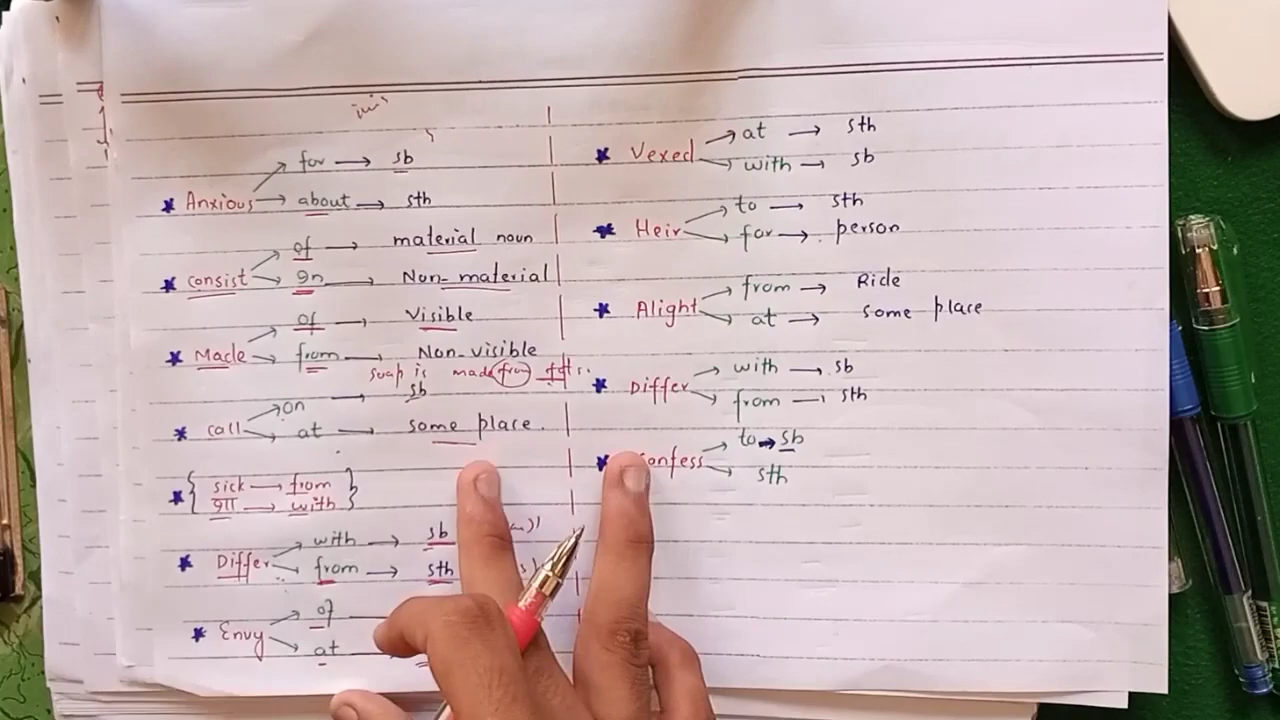 for → sb
* Anxious → about → sth
of → material noun
* consist → In → Non-material
of → Visible
* Made → from → Non-visible
soap is made from fats.
on → sb
* call → at → some place.
* { sick → from
ill → with }
with → sb
* Differ → from → sth
of
* Envy → at
* Vexed → at → sth
with → sb
* Heir → to → sth
for → person
* Alight → from → Ride
at → some place
* Differ → with → sb
from → sth
* Confess → to → sb
→ sth